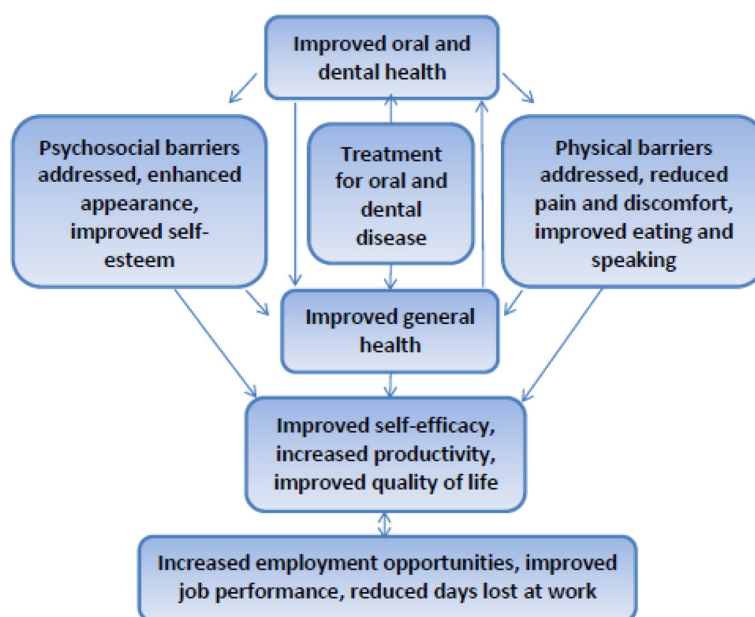 Improved oral and
dental health
Psychosocial barriers
addressed, enhanced
appearance,
improved self-
esteem
Treatment
for oral and
dental
disease
Physical barriers
addressed, reduced
pain and discomfort,
improved eating and
speaking
Improved general
health
Improved self-efficacy,
increased productivity,
improved quality of life
Increased employment opportunities, improved
job performance, reduced days lost at work